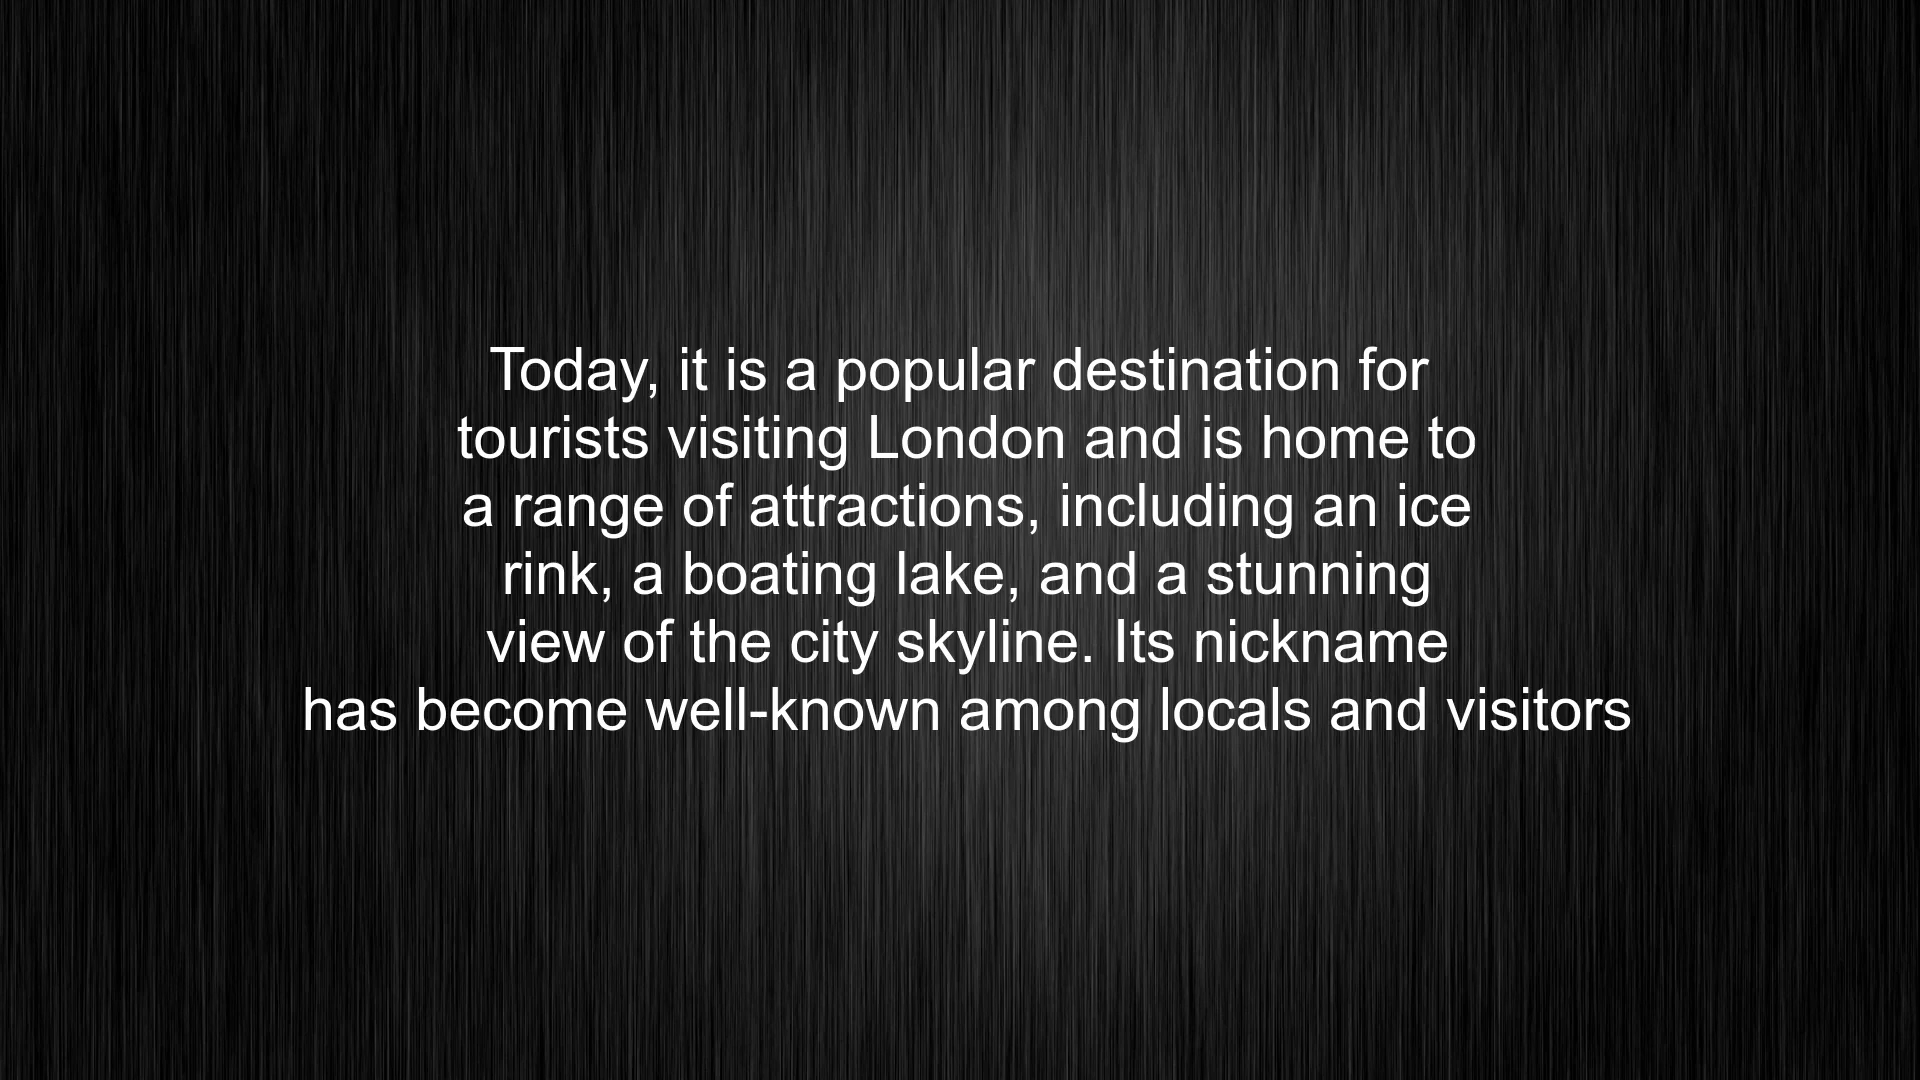 Today, it is a popular destination for
tourists visiting London and is home to
a range of attractions, including an ice
rink, a boating lake, and a stunning
view of the city skyline. Its nickname
has become well-known among locals and visitors